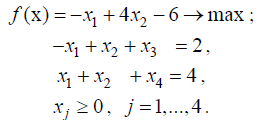 f(x) = −x₁ + 4x₂ − 6 → max ;
−x₁ + x₂ + x₃ = 2 ,
x₁ + x₂ + x₄ = 4 ,
xⱼ ≥ 0, j = 1,...,4 .